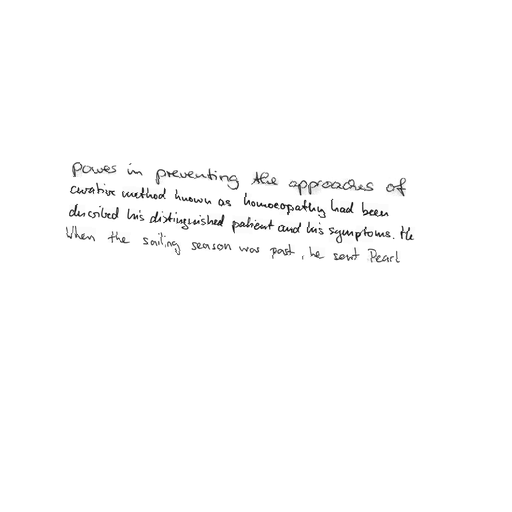 Powes in preventing the approaches of
curative method known as homoeopathy had been
described his distinguished patient and his symptoms. He
When the sailing season was past, he sent Pearl